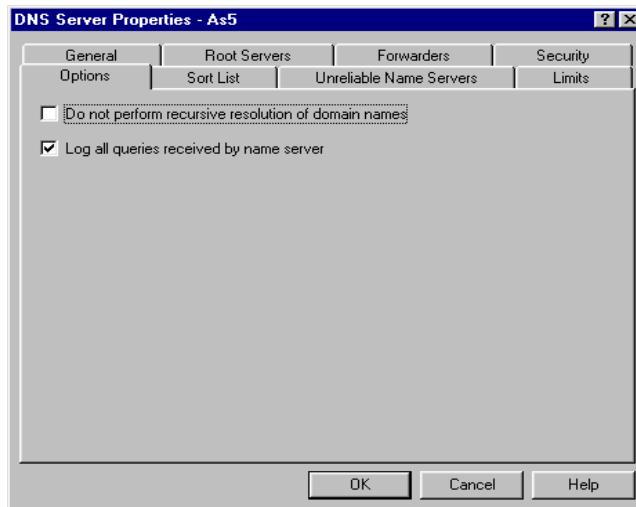 DNS Server Properties - As5
General Root Servers Forwarders Security
Options Sort List Unreliable Name Servers Limits
Do not perform recursive resolution of domain names
Log all queries received by name server
OK Cancel Help